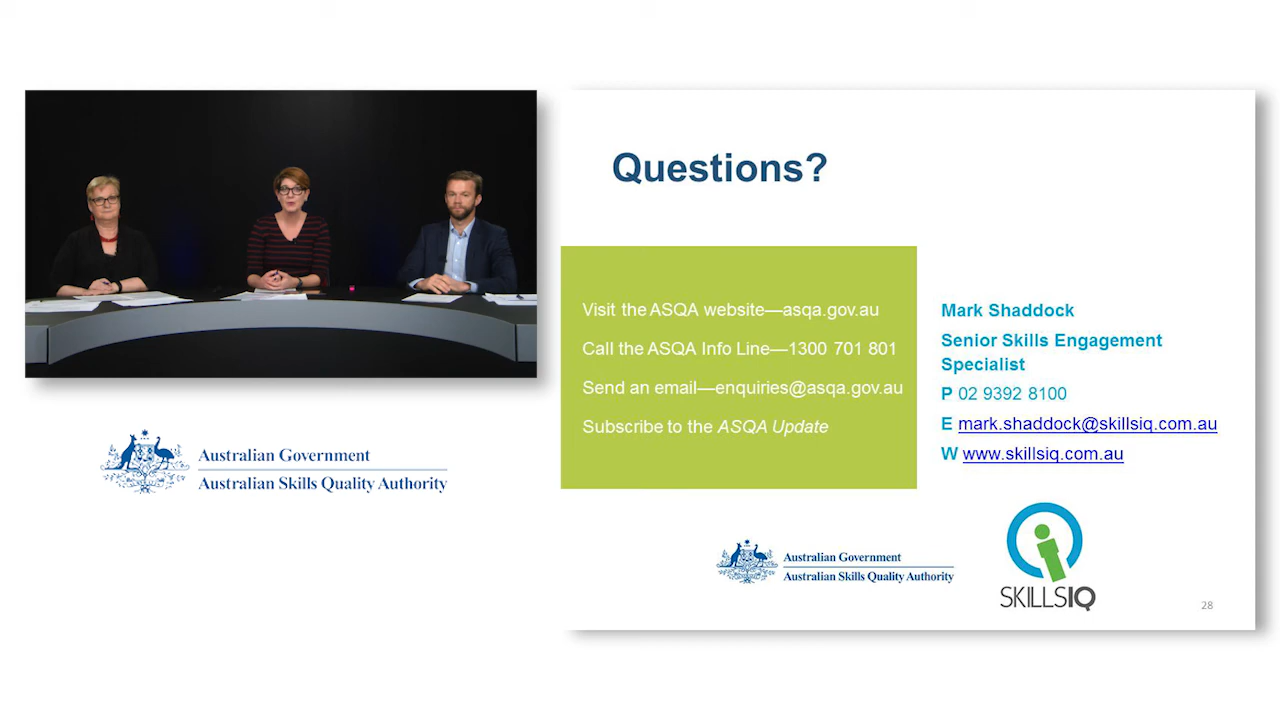 Questions?
Visit the ASQA website—asqa.gov.au
Call the ASQA Info Line—1300 701 801
Send an email—enquiries@asqa.gov.au
Subscribe to the ASQA Update
Mark Shaddock
Senior Skills Engagement
Specialist
P 02 9392 8100
E mark.shaddock@skillsiq.com.au
W www.skillsiq.com.au
Australian Government
Australian Skills Quality Authority
Australian Government
Australian Skills Quality Authority
SKILLSIQ
28